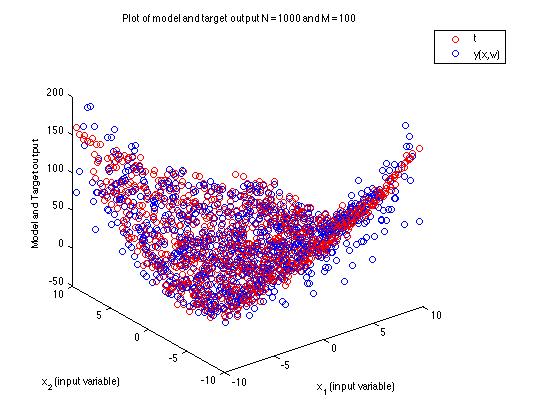 Plot of model and target output N = 1000 and M = 100
t
y(x,w)
200
150
100
50
0
-50
Model and Target output
10
5
0
-5
-10
x2 (input variable)
-10
-5
0
5
10
x1 (input variable)